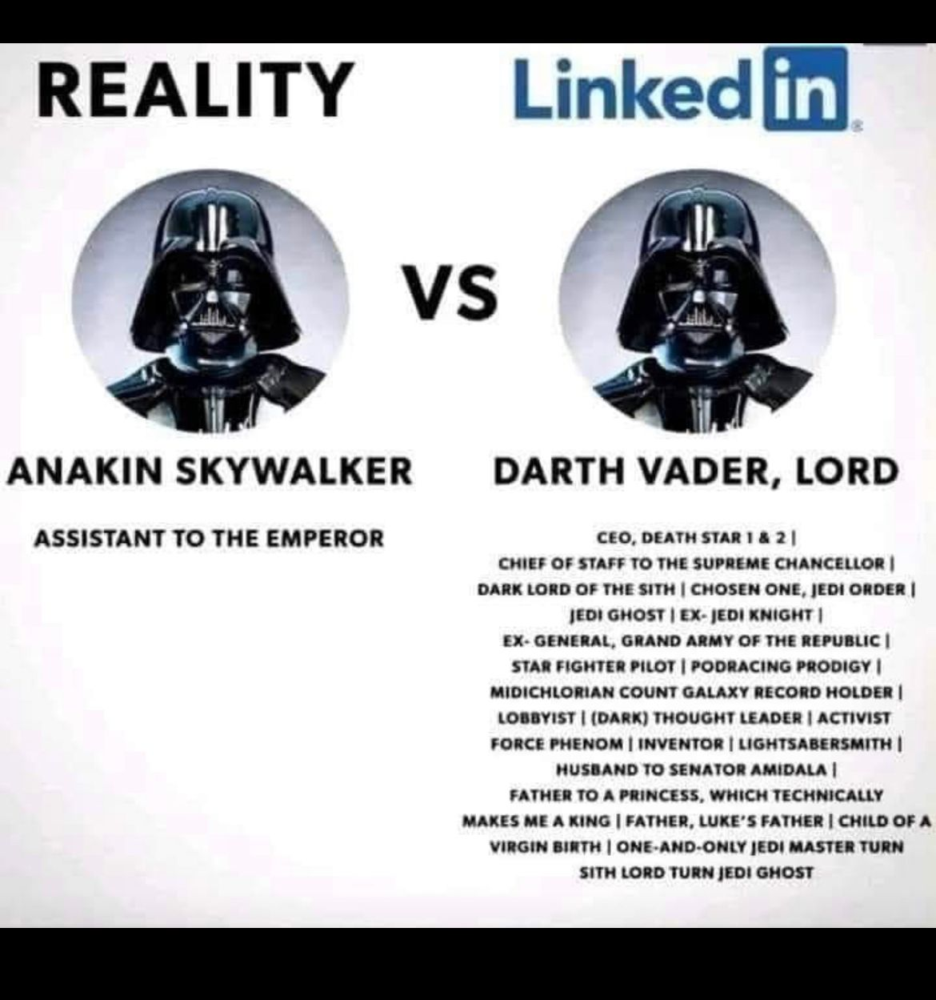 REALITY
LinkedIn®
VS
ANAKIN SKYWALKER
ASSISTANT TO THE EMPEROR
DARTH VADER, LORD
CEO, DEATH STAR 1 & 2 |
CHIEF OF STAFF TO THE SUPREME CHANCELLOR |
DARK LORD OF THE SITH | CHOSEN ONE, JEDI ORDER |
JEDI GHOST | EX- JEDI KNIGHT |
EX- GENERAL, GRAND ARMY OF THE REPUBLIC |
STAR FIGHTER PILOT | PODRACING PRODIGY |
MIDICHLORIAN COUNT GALAXY RECORD HOLDER |
LOBBYIST | (DARK) THOUGHT LEADER | ACTIVIST
FORCE PHENOM | INVENTOR | LIGHTSABERSMITH |
HUSBAND TO SENATOR AMIDALA |
FATHER TO A PRINCESS, WHICH TECHNICALLY
MAKES ME A KING | FATHER, LUKE'S FATHER | CHILD OF A
VIRGIN BIRTH | ONE-AND-ONLY JEDI MASTER TURN
SITH LORD TURN JEDI GHOST